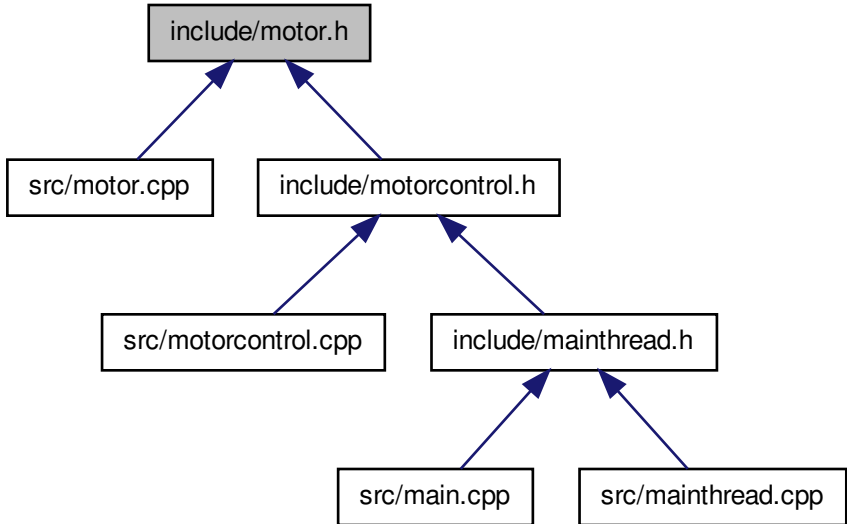 include/motor.h
src/motor.cpp
include/motorcontrol.h
src/motorcontrol.cpp
include/mainthread.h
src/main.cpp
src/mainthread.cpp